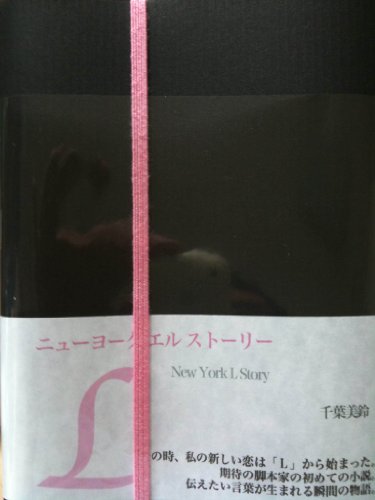 ニューヨーク エル ストーリー
New York L Story
千葉美鈴
L
の時、私の新しい恋は「L」から始まった。
期待の脚本家の初めての小説。
伝えたい言葉が生まれる瞬間の物語。